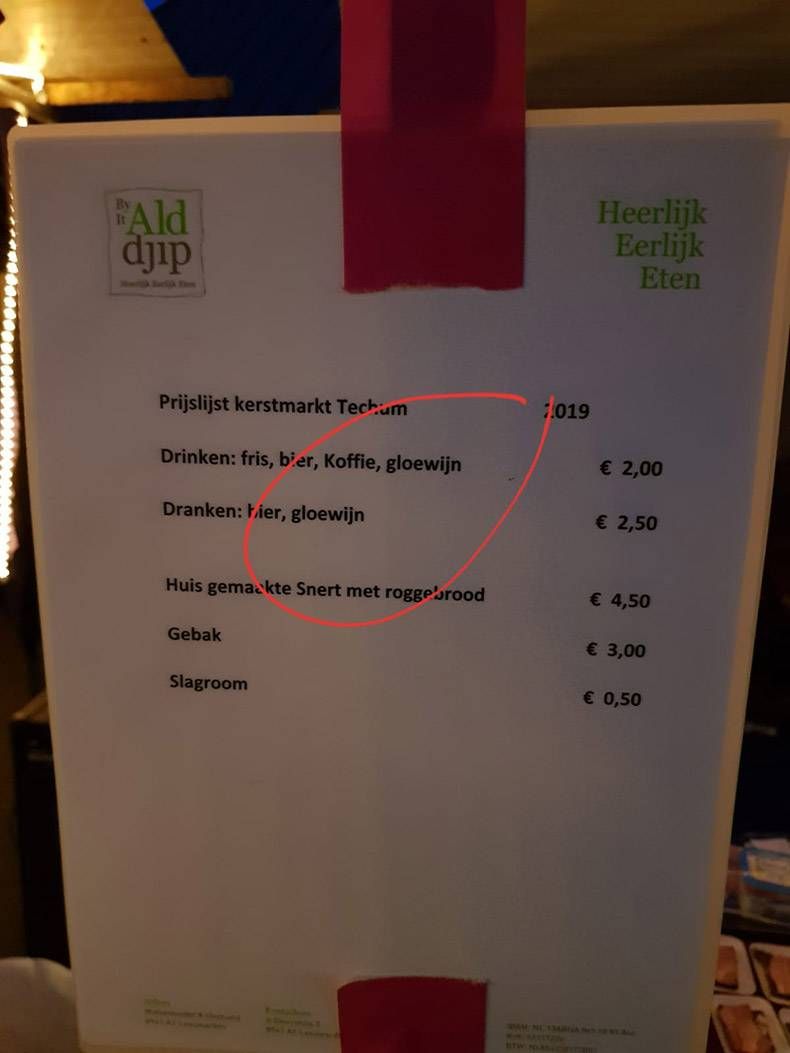 By It Ald djip
Heerlijk Eerlijk Eten
Heerlijk
Eerlijk
Eten
Prijslijst kerstmarkt Techum 2019
Drinken: fris, bier, Koffie, gloewijn € 2,00
Dranken: bier, gloewijn € 2,50
Huis gemaakte Snert met roggebrood € 4,50
Gebak € 3,00
Slagroom € 0,50